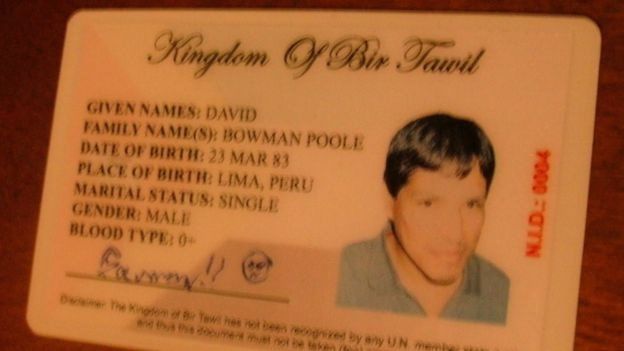 Kingdom Of Bir Tawil
GIVEN NAMES: DAVID
FAMILY NAME(S): BOWMAN POOLE
DATE OF BIRTH: 23 MAR 83
PLACE OF BIRTH: LIMA, PERU
MARITAL STATUS: SINGLE
GENDER: MALE
BLOOD TYPE: 0+
N.I.D.: 0004
Disclaimer: The Kingdom of Bir Tawil has not been recognized by any U.N. member state
and thus this document must not be taken